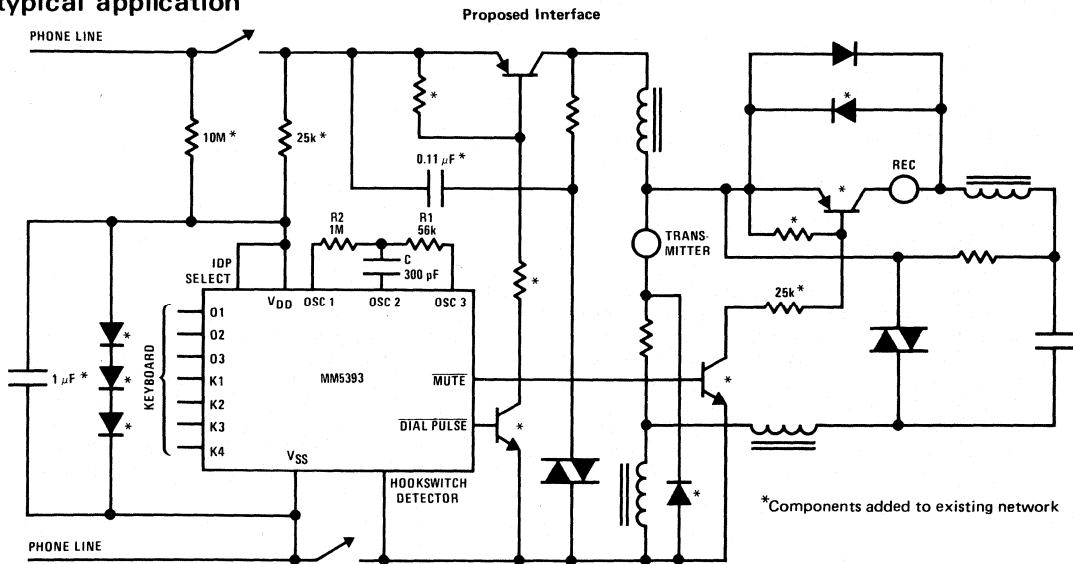 typical application
Proposed Interface
PHONE LINE
10M*
25k*
*
0.11 µF*
R2
1M
R1
56k
C
300 pF
IDP
SELECT
VDD
OSC 1
OSC 2
OSC 3
KEYBOARD
O1
O2
O3
K1
K2
K3
K4
MM5393
MUTE
DIAL PULSE
VSS
HOOKSWITCH
DETECTOR
1 µF*
*
*
*
*
*
TRANS-
MITTER
*
*
REC
*
*
25k*
*
*Components added to existing network
PHONE LINE